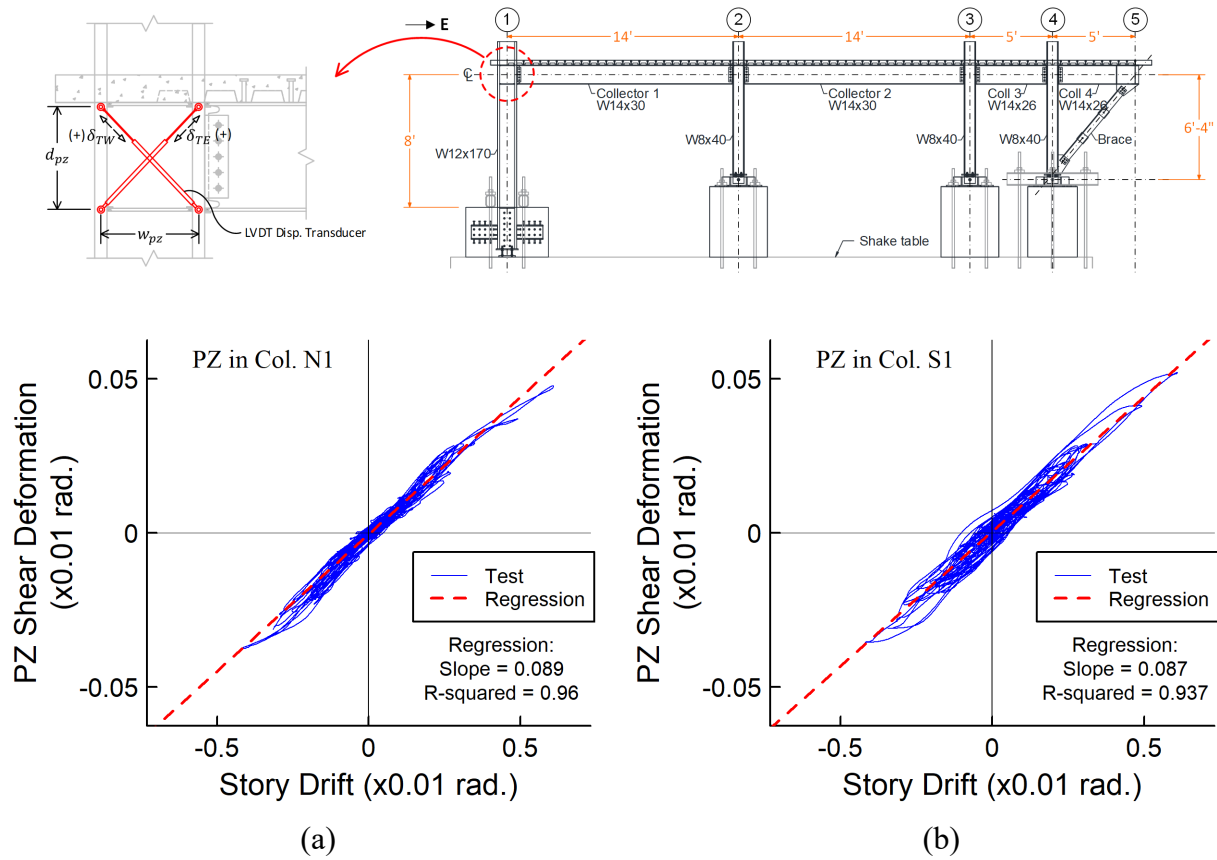 E
1
2
3
4
5
14'
14'
5'
5'
℄
Collector 1
W14x30
Collector 2
W14x30
Coll 3
W14x26
Coll 4
W14x26
8'
6'-4"
W12x170
W8x40
W8x40
W8x40
Brace
Shake table
(+) δTW
δTE (+)
dpz
wpz
LVDT Disp. Transducer
PZ in Col. N1
PZ Shear Deformation
(x0.01 rad.)
0.05
0
-0.05
-0.5
0
0.5
Story Drift (x0.01 rad.)
Test
Regression
Regression:
Slope = 0.089
R-squared = 0.96
(a)
PZ in Col. S1
PZ Shear Deformation
(x0.01 rad.)
0.05
0
-0.05
-0.5
0
0.5
Story Drift (x0.01 rad.)
Test
Regression
Regression:
Slope = 0.087
R-squared = 0.937
(b)